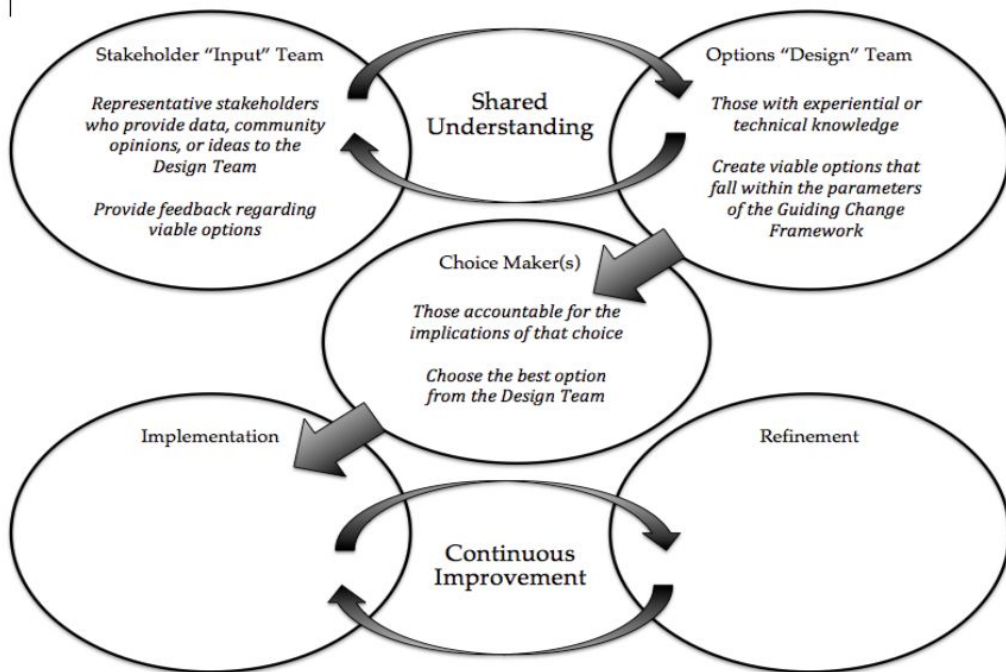 Stakeholder “Input” Team
Representative stakeholders
who provide data, community
opinions, or ideas to the
Design Team
Provide feedback regarding
viable options
Shared
Understanding
Options “Design” Team
Those with experiential or
technical knowledge
Create viable options that
fall within the parameters
of the Guiding Change
Framework
Choice Maker(s)
Those accountable for the
implications of that choice
Choose the best option
from the Design Team
Implementation
Continuous
Improvement
Refinement